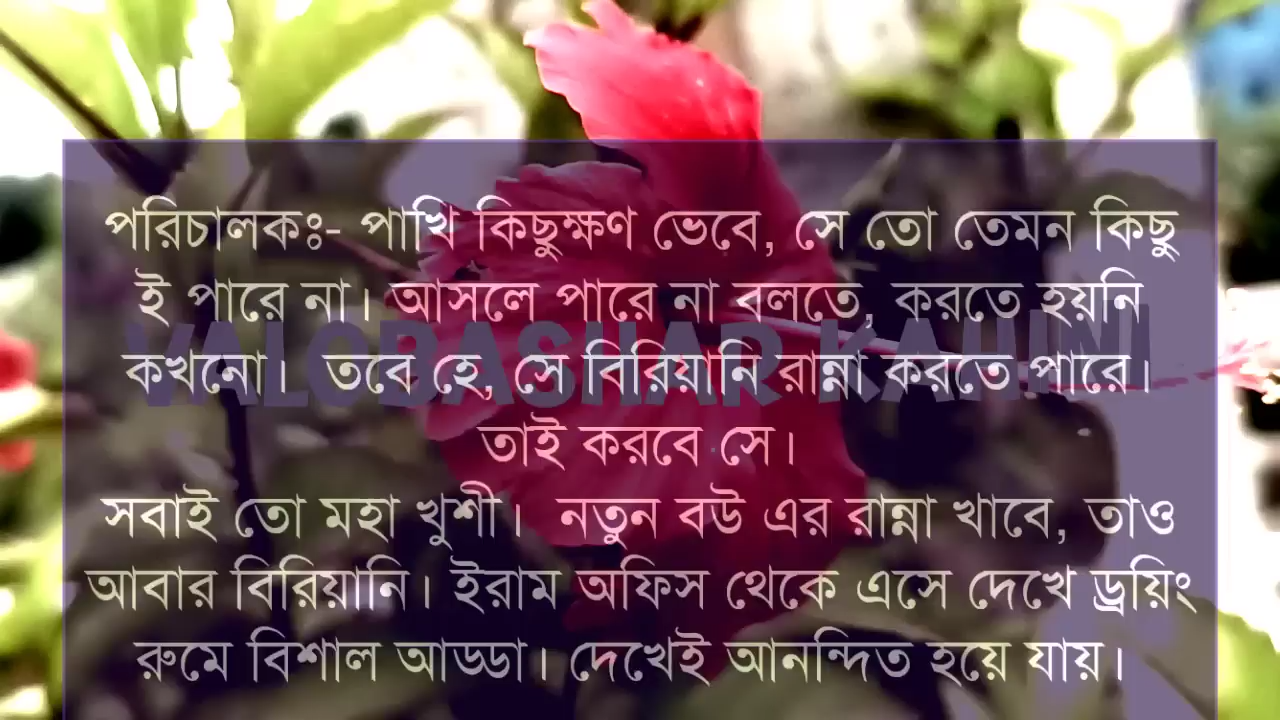 পরিচালকঃ- পাখি কিছুক্ষণ ভেবে, সে তো তেমন কিছু
ই পারে না। আসলে পারে না বলতে, করতে হয়নি
কখনো। তবে হে, সে বিরিয়ানি রান্না করতে পারে।
VALOBASHAR KAHINI
তাই করবে সে।
সবাই তো মহা খুশী। নতুন বউ এর রান্না খাবে, তাও
আবার বিরিয়ানি। ইরাম অফিস থেকে এসে দেখে ড্রয়িং
রুমে বিশাল আড্ডা। দেখেই আনন্দিত হয়ে যায়।